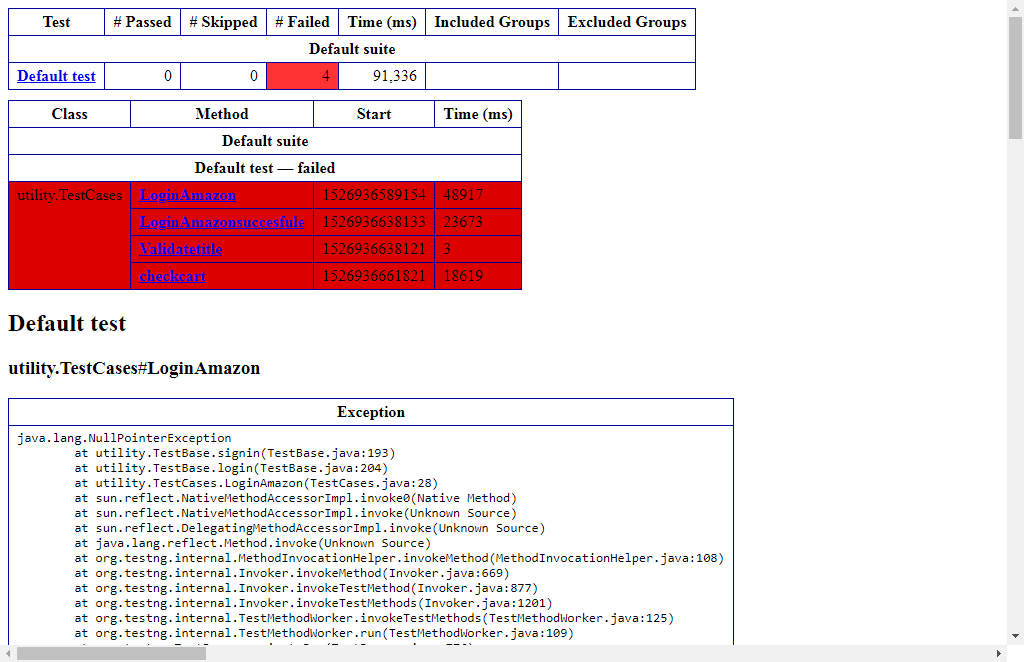 Test # Passed # Skipped # Failed Time (ms) Included Groups Excluded Groups
Default suite
Default test 0 0 4 91,336
Class Method Start Time (ms)
Default suite
Default test — failed
utility.TestCases LoginAmazon 1526936589154 48917
LoginAmazonsuccesfule 1526936638133 23673
Validatetitle 1526936638121 3
checkcart 1526936661821 18619
Default test
utility.TestCases#LoginAmazon
Exception
java.lang.NullPointerException
at utility.TestBase.signin(TestBase.java:193)
at utility.TestBase.login(TestBase.java:204)
at utility.TestCases.LoginAmazon(TestCases.java:28)
at sun.reflect.NativeMethodAccessorImpl.invoke0(Native Method)
at sun.reflect.NativeMethodAccessorImpl.invoke(Unknown Source)
at sun.reflect.DelegatingMethodAccessorImpl.invoke(Unknown Source)
at java.lang.reflect.Method.invoke(Unknown Source)
at org.testng.internal.MethodInvocationHelper.invokeMethod(MethodInvocationHelper.java:108)
at org.testng.internal.Invoker.invokeMethod(Invoker.java:669)
at org.testng.internal.Invoker.invokeTestMethod(Invoker.java:877)
at org.testng.internal.Invoker.invokeTestMethods(Invoker.java:1201)
at org.testng.internal.TestMethodWorker.invokeTestMethods(TestMethodWorker.java:125)
at org.testng.internal.TestMethodWorker.run(TestMethodWorker.java:109)